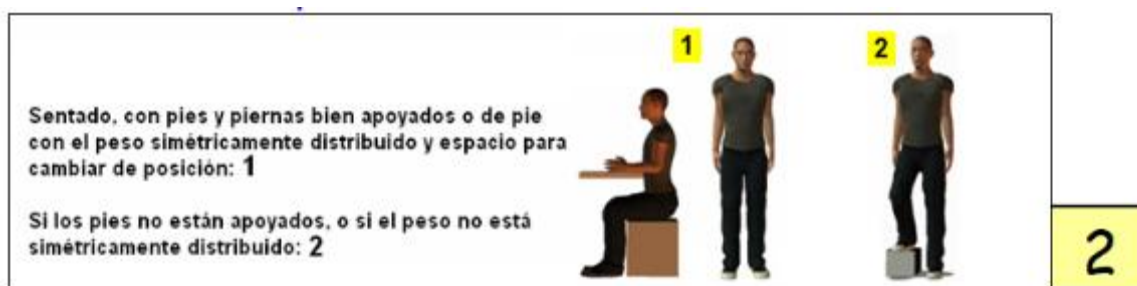 1
2
Sentado, con pies y piernas bien apoyados o de pie
con el peso simétricamente distribuido y espacio para
cambiar de posición: 1
Si los pies no están apoyados, o si el peso no está
simétricamente distribuido: 2
2